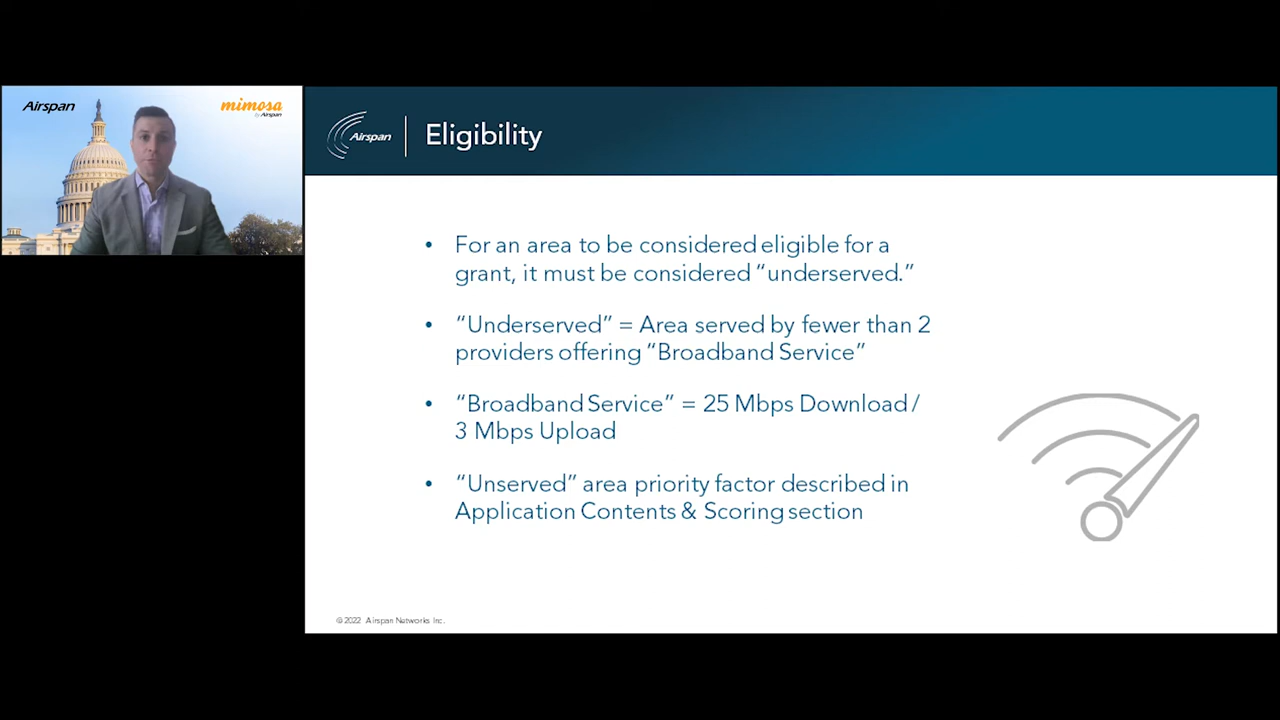 Airspan
mimosa
by Airspan
Airspan
Eligibility
• For an area to be considered eligible for a
grant, it must be considered “underserved.”
• “Underserved” = Area served by fewer than 2
providers offering “Broadband Service”
• “Broadband Service” = 25 Mbps Download /
3 Mbps Upload
• “Unserved” area priority factor described in
Application Contents & Scoring section
© 2022 Airspan Networks Inc.